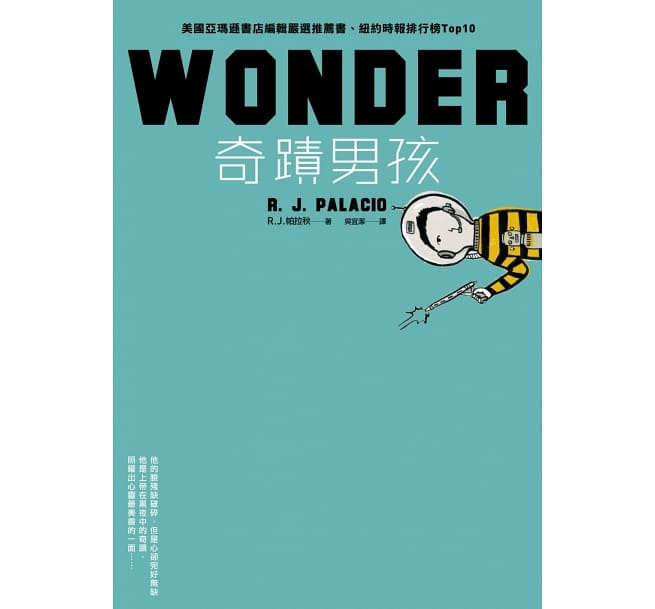 美國亞瑪遜書店編輯嚴選推薦書、紐約時報排行榜Top10
WONDER
奇蹟男孩
R. J. PALACIO
R.J.帕拉秋──著 吳宜潔──譯
他的臉殘缺破碎，但是心卻完好無缺
他是上帝在黑夜中的奇蹟，
照耀出心靈最美善的一面……